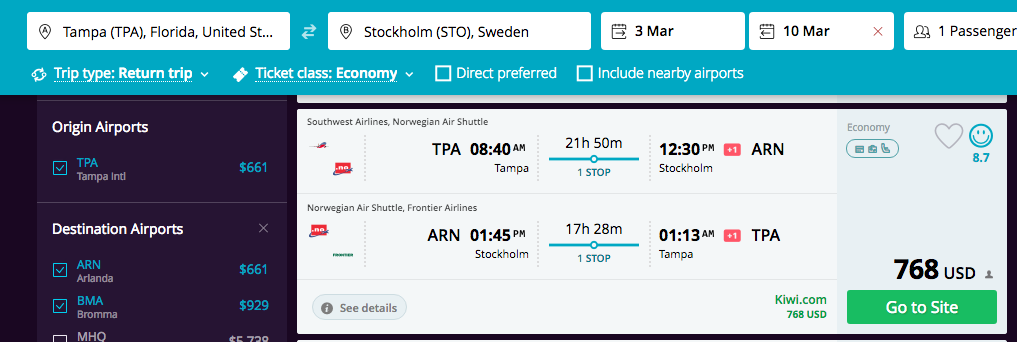 Tampa (TPA), Florida, United St...
Stockholm (STO), Sweden
3 Mar
10 Mar
1 Passenger
Trip type: Return trip
Ticket class: Economy
Direct preferred
Include nearby airports
Origin Airports
TPA $661
Tampa Intl
Destination Airports
ARN $661
Arlanda
BMA $929
Bromma
MHQ $5,738
Southwest Airlines, Norwegian Air Shuttle
TPA 08:40 AM 21h 50m 12:30 PM +1 ARN
Tampa 1 STOP Stockholm
Norwegian Air Shuttle, Frontier Airlines
ARN 01:45 PM 17h 28m 01:13 AM +1 TPA
Stockholm 1 STOP Tampa
FRONTIER
See details
Kiwi.com
768 USD
Economy
8.7
768 USD
Go to Site